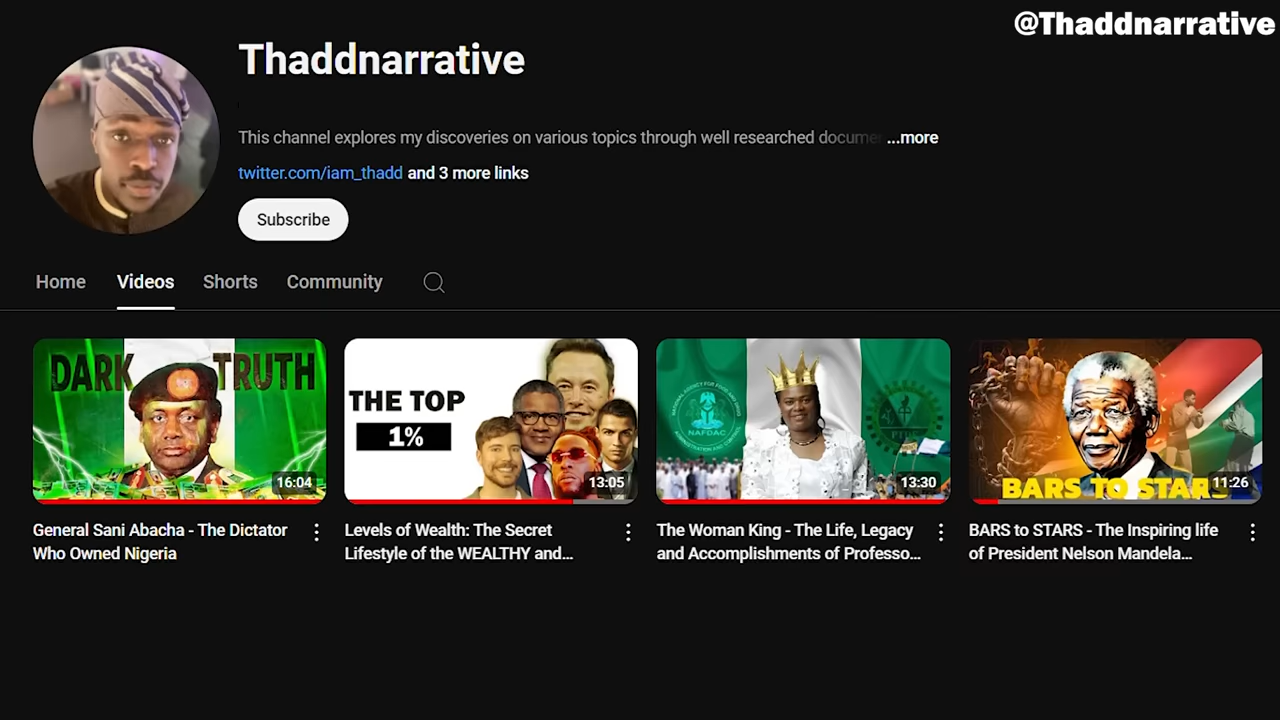 @Thaddnarrative
Thaddnarrative
This channel explores my discoveries on various topics through well researched docume ...more
twitter.com/iam_thadd and 3 more links
Subscribe
Home Videos Shorts Community
DARK TRUTH
16:04
THE TOP
1%
13:05
NAFDAC
13:30
BARS TO STARS
11:26
General Sani Abacha - The Dictator
Who Owned Nigeria
Levels of Wealth: The Secret
Lifestyle of the WEALTHY and...
The Woman King - The Life, Legacy
and Accomplishments of Professo...
BARS to STARS - The Inspiring life
of President Nelson Mandela...